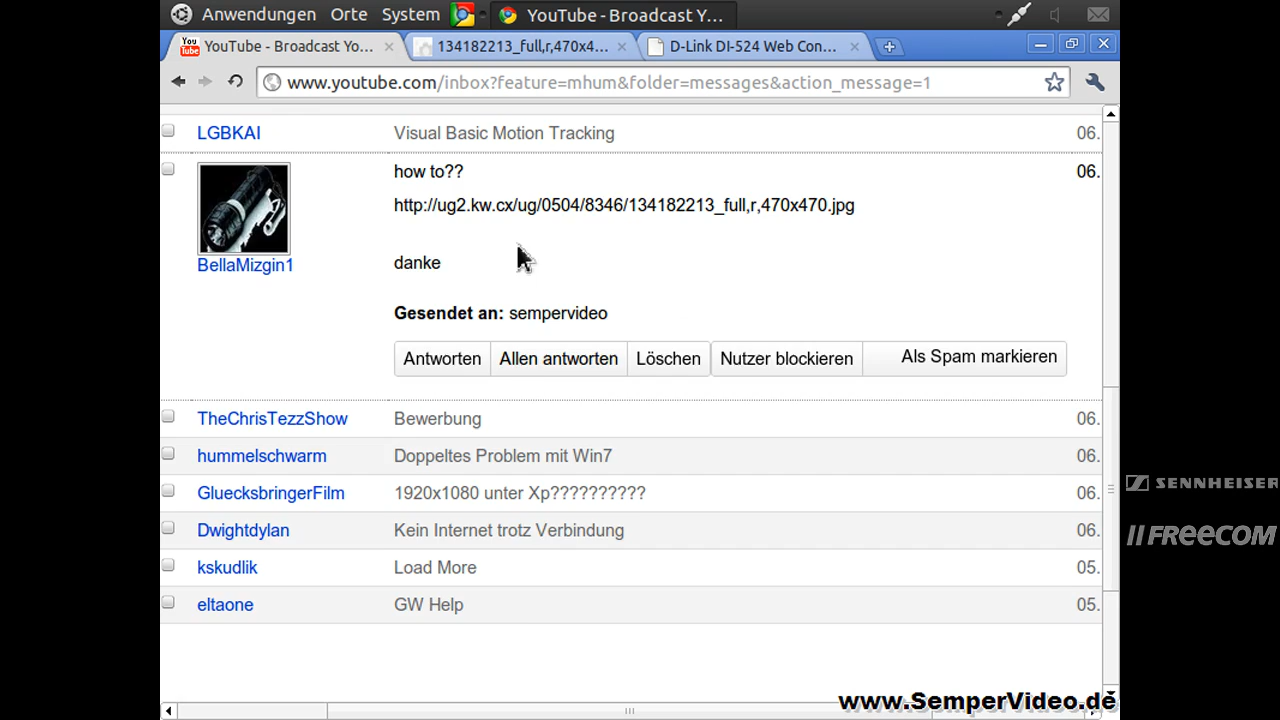 Anwendungen Orte System YouTube - Broadcast Y...
You Tube YouTube - Broadcast Yo... 134182213_full,r,470x4... D-Link DI-524 Web Con...
www.youtube.com/inbox?feature=mhum&folder=messages&action_message=1
LGBKAI Visual Basic Motion Tracking 06.
how to?? 06.
http://ug2.kw.cx/ug/0504/8346/134182213_full,r,470x470.jpg
BellaMizgin1 danke
Gesendet an: sempervideo
Antworten Allen antworten Löschen Nutzer blockieren Als Spam markieren
TheChrisTezzShow Bewerbung 06.
hummelschwarm Doppeltes Problem mit Win7 06.
GluecksbringerFilm 1920x1080 unter Xp?????????? 06.
Dwightdylan Kein Internet trotz Verbindung 06.
kskudlik Load More 05.
eltaone GW Help 05.
SENNHEISER
FREECOM
www.SemperVideo.de